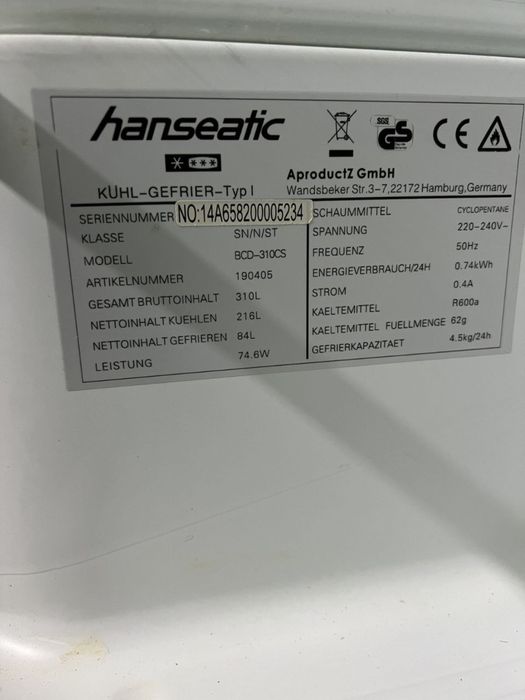 hanseatic
SGS
GS
CE
KÜHL-GEFRIER-Typ I
AproductZ GmbH
Wandsbeker Str.3-7,22172 Hamburg,Germany
SERIENNUMMER NO:14A658200005234
KLASSE SN/N/ST
MODELL BCD-310CS
ARTIKELNUMMER 190405
GESAMT BRUTTOINHALT 310L
NETTOINHALT KUEHLEN 216L
NETTOINHALT GEFRIEREN 84L
LEISTUNG 74.6W
SCHAUMMITTEL CYCLOPENTANE
SPANNUNG 220-240V~
FREQUENZ 50Hz
ENERGIEVERBRAUCH/24H 0.74kWh
STROM 0.4A
KAELTEMITTEL R600a
KAELTEMITTEL FUELLMENGE 62g
GEFRIERKAPAZITAET 4.5kg/24h